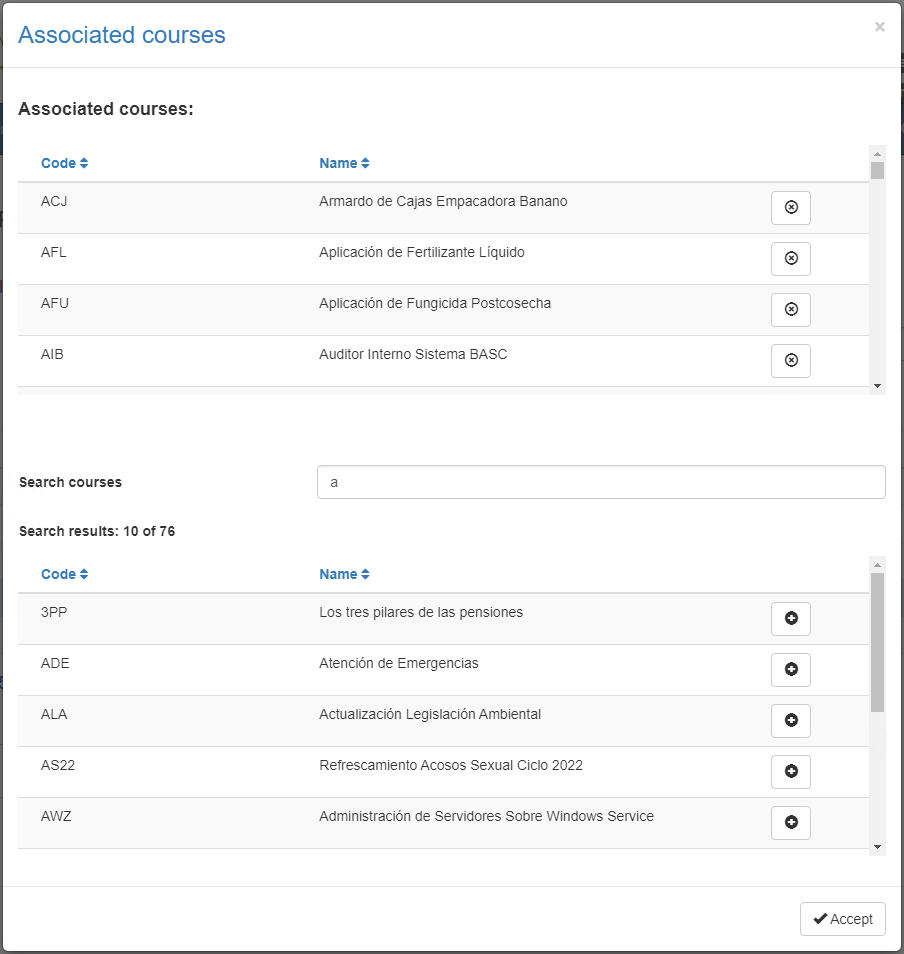 Associated courses
×
Associated courses:
Code Name
ACJ Armardo de Cajas Empacadora Banano
AFL Aplicación de Fertilizante Líquido
AFU Aplicación de Fungicida Postcosecha
AIB Auditor Interno Sistema BASC
Search courses a
Search results: 10 of 76
Code Name
3PP Los tres pilares de las pensiones
ADE Atención de Emergencias
ALA Actualización Legislación Ambiental
AS22 Refrescamiento Acosos Sexual Ciclo 2022
AWZ Administración de Servidores Sobre Windows Service
Accept